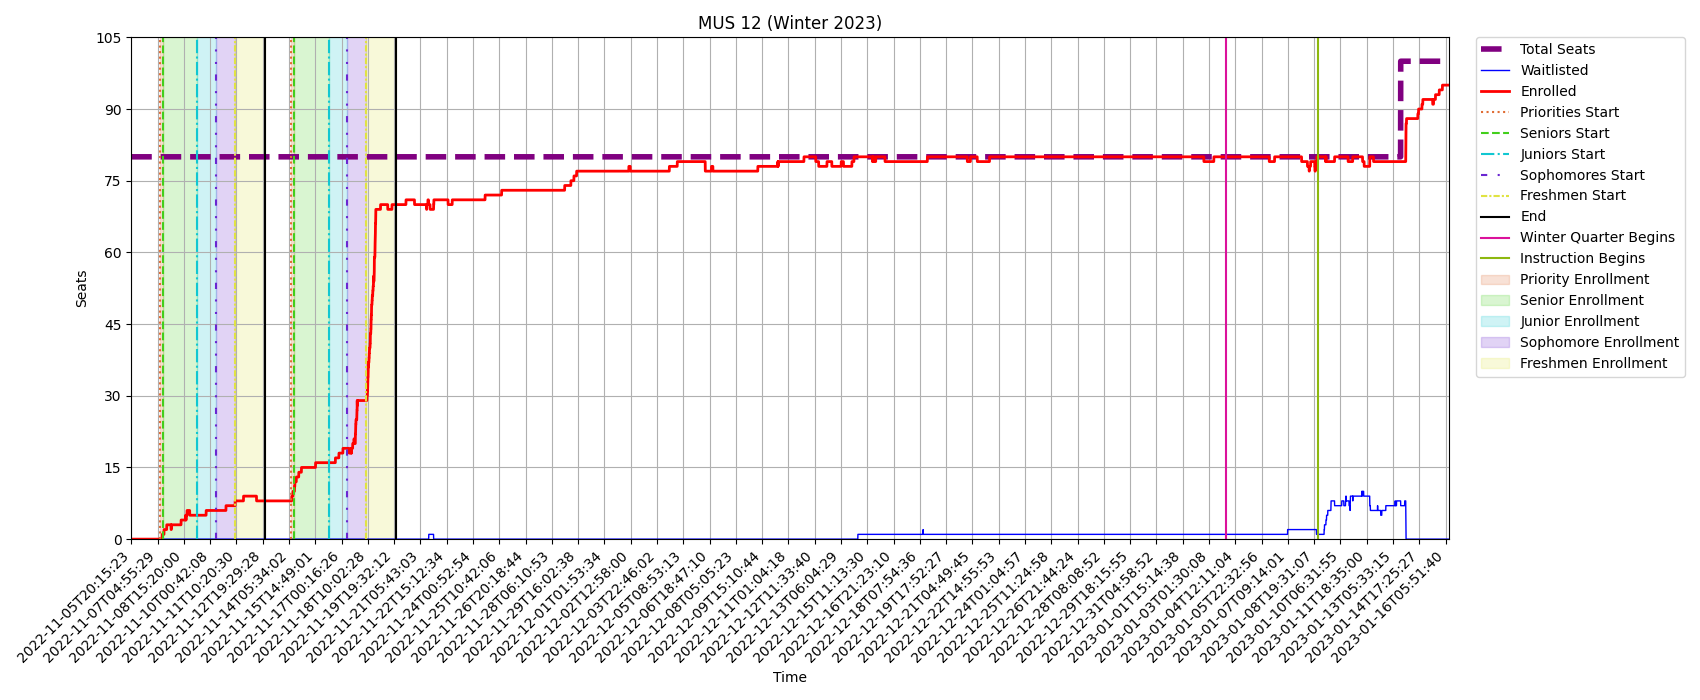 MUS 12 (Winter 2023)
Seats
105
90
75
60
45
30
15
0
2022-11-05T20:15:23
2022-11-07T04:55:29
2022-11-08T15:20:00
2022-11-10T00:42:08
2022-11-11T10:20:30
2022-11-12T19:29:28
2022-11-14T05:34:02
2022-11-15T14:49:01
2022-11-17T00:16:26
2022-11-18T10:02:28
2022-11-19T19:32:12
2022-11-21T05:43:03
2022-11-22T15:12:34
2022-11-24T00:52:54
2022-11-25T10:42:06
2022-11-26T20:18:44
2022-11-28T06:10:53
2022-11-29T16:02:38
2022-12-01T01:53:34
2022-12-02T12:58:00
2022-12-03T22:46:02
2022-12-05T08:53:13
2022-12-06T18:47:10
2022-12-08T05:05:23
2022-12-09T15:10:44
2022-12-11T01:04:18
2022-12-12T11:33:40
2022-12-13T06:04:29
2022-12-15T11:13:30
2022-12-16T21:23:10
2022-12-18T07:54:36
2022-12-19T17:52:27
2022-12-21T04:49:45
2022-12-22T14:55:53
2022-12-24T01:04:57
2022-12-25T11:24:58
2022-12-26T21:44:24
2022-12-28T08:08:52
2022-12-29T18:15:55
2022-12-31T04:58:52
2023-01-01T15:14:38
2023-01-03T01:30:08
2023-01-04T12:11:04
2023-01-05T22:32:56
2023-01-07T09:14:01
2023-01-08T19:31:07
2023-01-10T06:31:55
2023-01-11T18:35:00
2023-01-13T05:33:15
2023-01-14T17:25:27
2023-01-16T05:51:40
Time
Total Seats
Waitlisted
Enrolled
Priorities Start
Seniors Start
Juniors Start
Sophomores Start
Freshmen Start
End
Winter Quarter Begins
Instruction Begins
Priority Enrollment
Senior Enrollment
Junior Enrollment
Sophomore Enrollment
Freshmen Enrollment